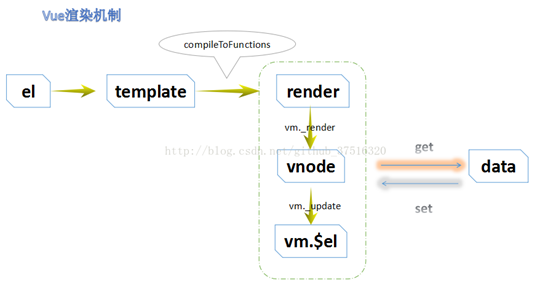 Vue渲染机制
compileToFunctions
el
template
render
vm._render
http://blog.csdn.net/github_37516320
get
vnode
data
vm._update
set
vm.$el